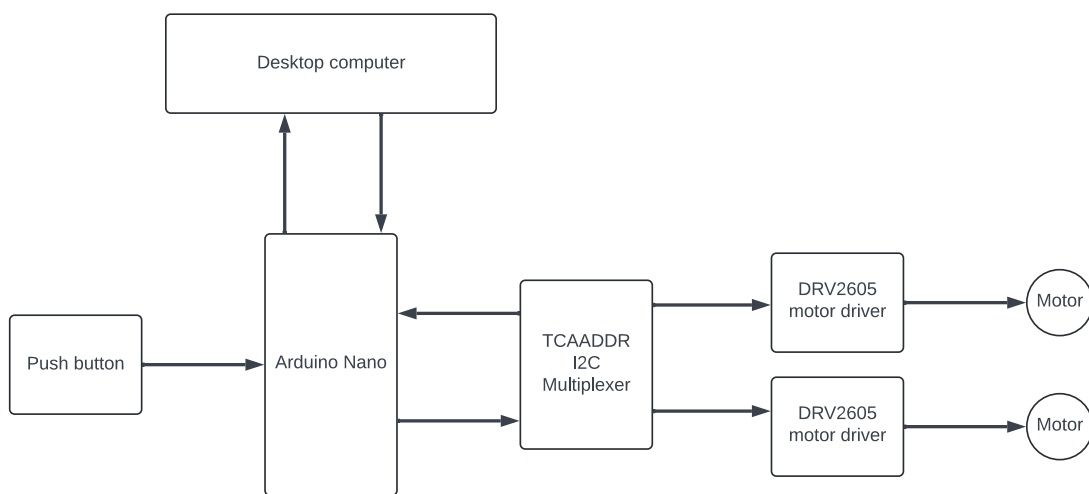 Desktop computer
Push button
Arduino Nano
TCAADDR
I2C
Multiplexer
DRV2605
motor driver
Motor
DRV2605
motor driver
Motor